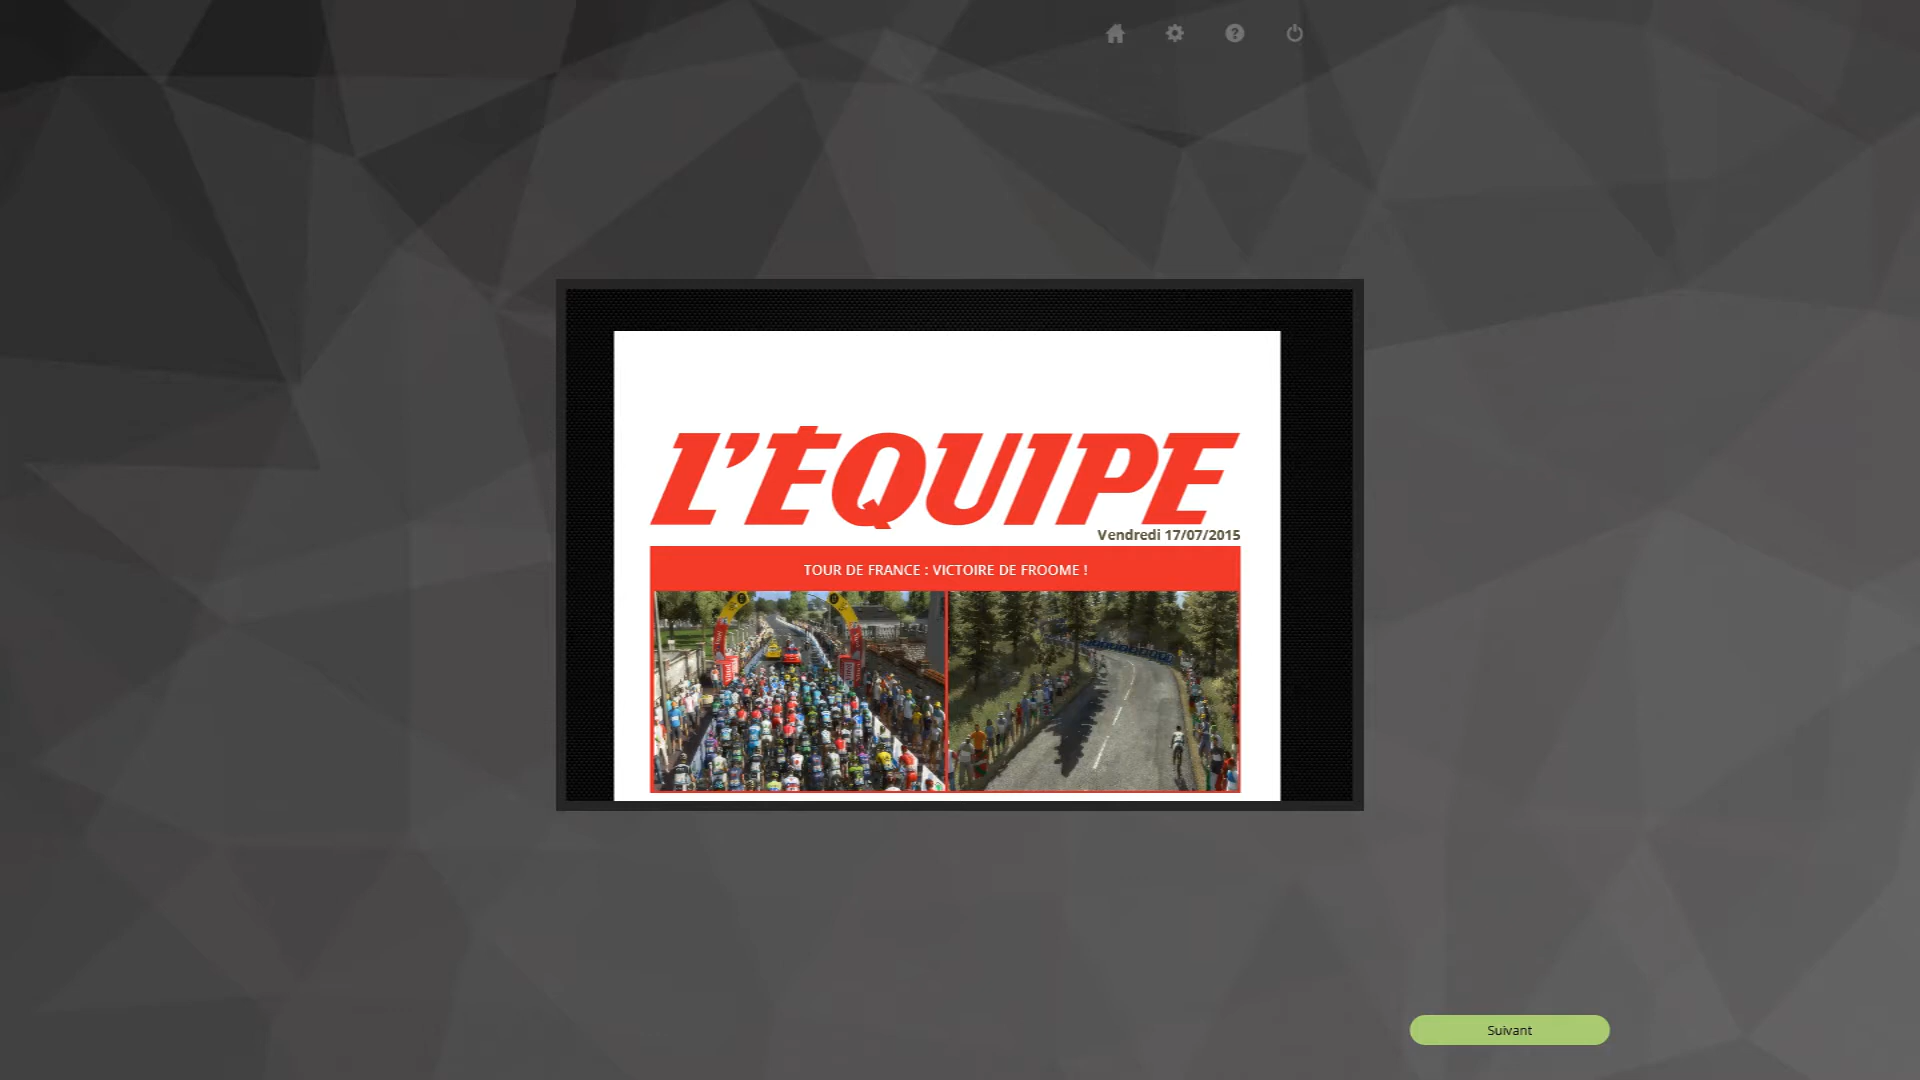 L'ÉQUIPE
Vendredi 17/07/2015
TOUR DE FRANCE : VICTOIRE DE FROOME !
Suivant